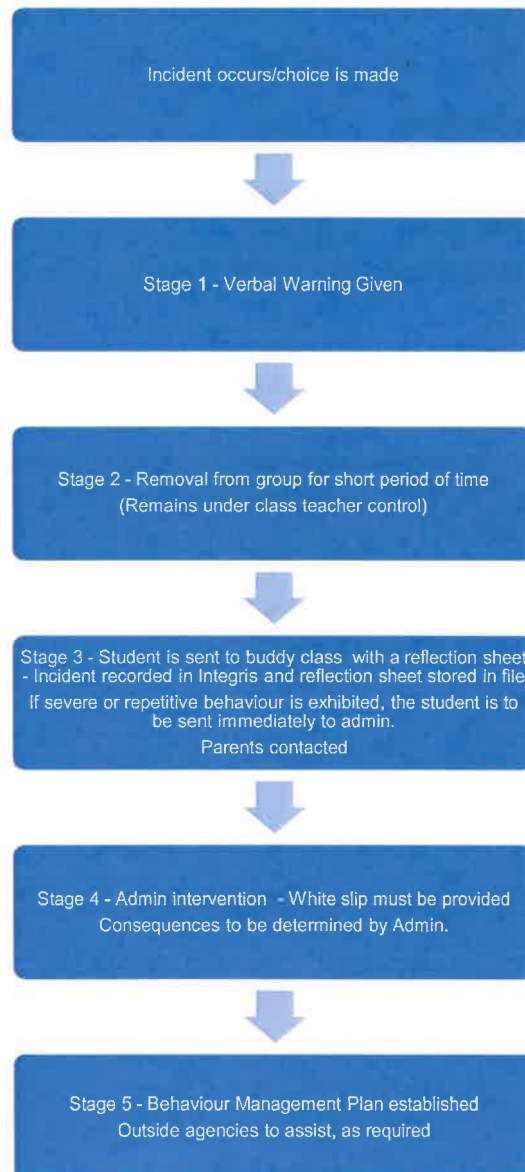 Incident occurs/choice is made
Stage 1 - Verbal Warning Given
Stage 2 - Removal from group for short period of time
(Remains under class teacher control)
Stage 3 - Student is sent to buddy class with a reflection sheet
- Incident recorded in Integris and reflection sheet stored in file
If severe or repetitive behaviour is exhibited, the student is to
be sent immediately to admin.
Parents contacted
Stage 4 - Admin intervention - White slip must be provided
Consequences to be determined by Admin.
Stage 5 - Behaviour Management Plan established
Outside agencies to assist, as required